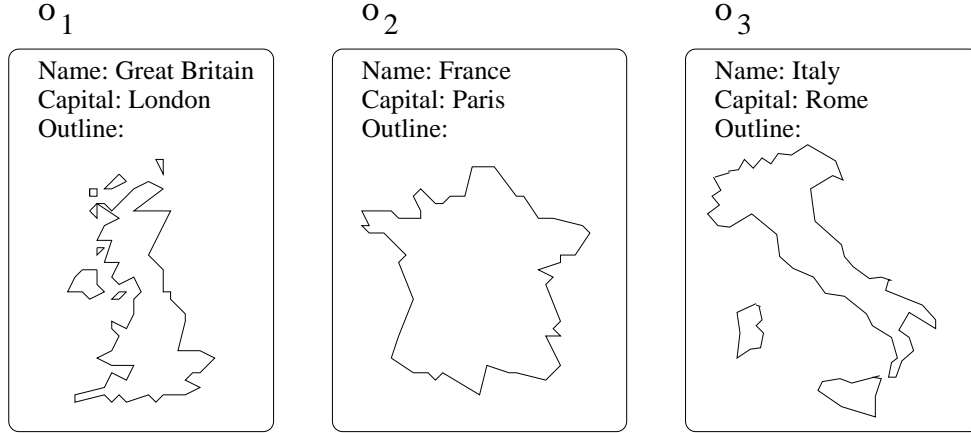 o1
Name: Great Britain
Capital: London
Outline:
o2
Name: France
Capital: Paris
Outline:
o3
Name: Italy
Capital: Rome
Outline: